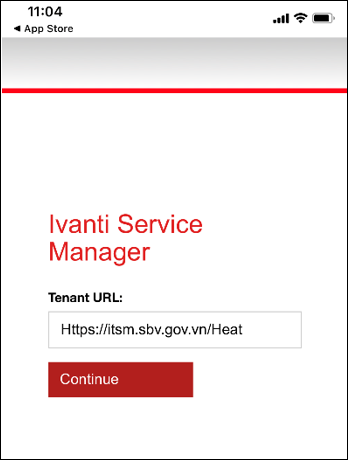 11:04
◀ App Store
Ivanti Service
Manager
Tenant URL:
Https://itsm.sbv.gov.vn/Heat
Continue